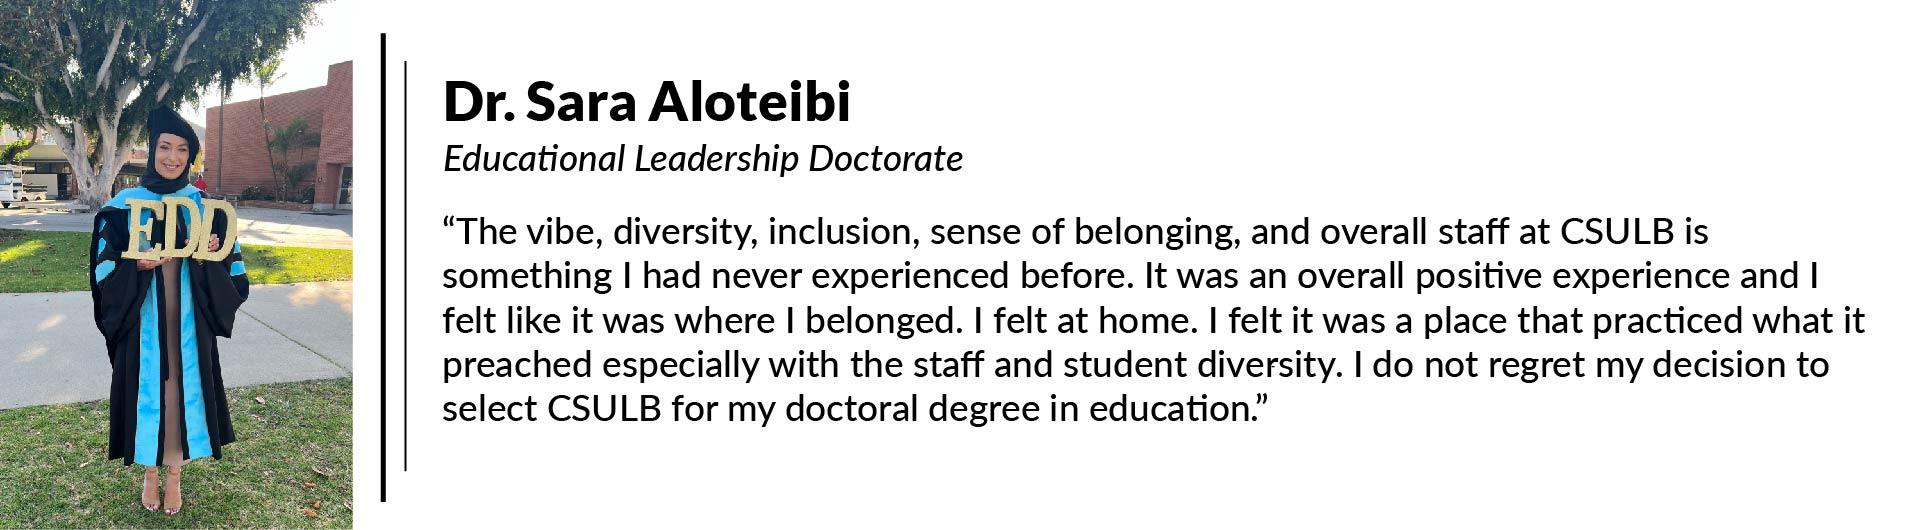 EDD
Dr. Sara Aloteibi
Educational Leadership Doctorate
“The vibe, diversity, inclusion, sense of belonging, and overall staff at CSULB is
something I had never experienced before. It was an overall positive experience and I
felt like it was where I belonged. I felt at home. I felt it was a place that practiced what it
preached especially with the staff and student diversity. I do not regret my decision to
select CSULB for my doctoral degree in education.”